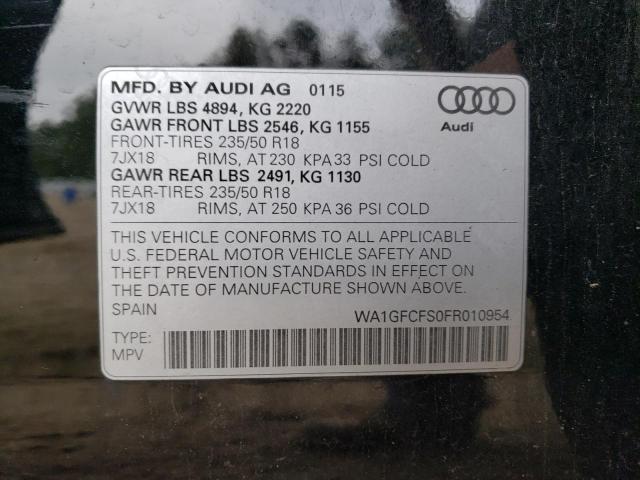 MFD. BY AUDI AG 0115
GVWR LBS 4894, KG 2220
GAWR FRONT LBS 2546, KG 1155
FRONT-TIRES 235/50 R18
7JX18 RIMS, AT 230 KPA 33 PSI COLD
GAWR REAR LBS 2491, KG 1130
REAR-TIRES 235/50 R18
7JX18 RIMS, AT 250 KPA 36 PSI COLD
Audi
THIS VEHICLE CONFORMS TO ALL APPLICABLE
U.S. FEDERAL MOTOR VEHICLE SAFETY AND
THEFT PREVENTION STANDARDS IN EFFECT ON
THE DATE OF MANUFACTURE SHOWN ABOVE.
SPAIN WA1GFCFS0FR010954
TYPE:
MPV